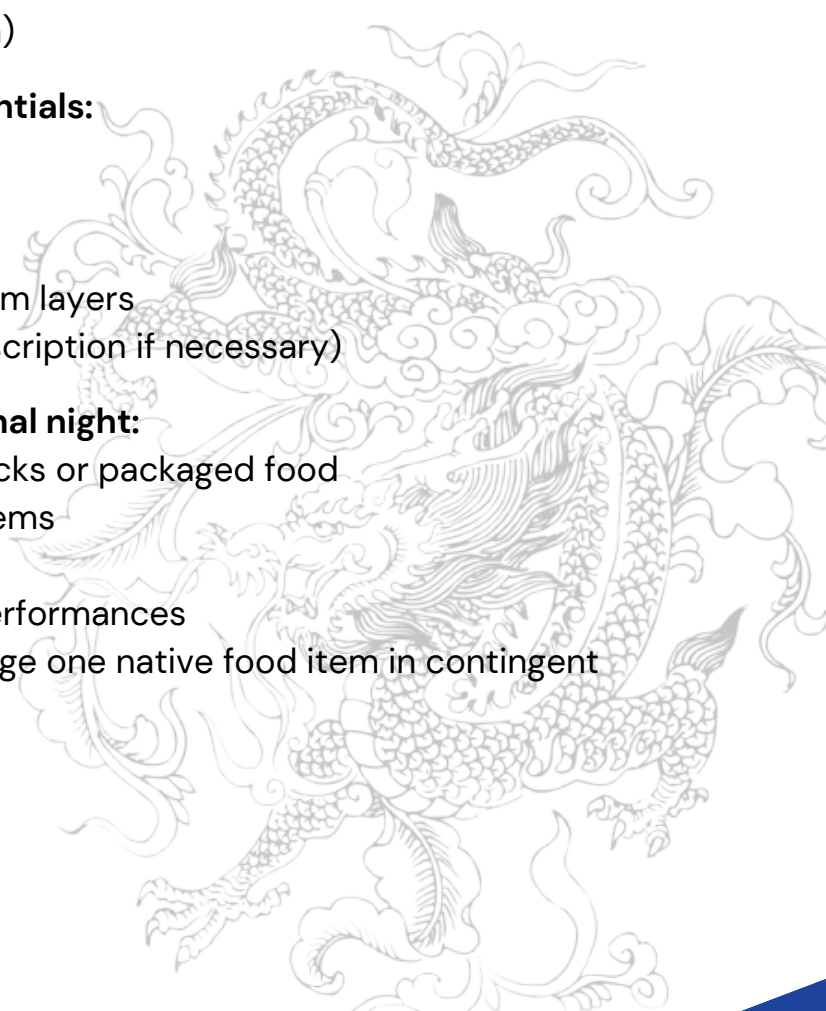 )
ntials:
m layers
scription if necessary)
nal night:
cks or packaged food
ems
erformances
ge one native food item in contingent